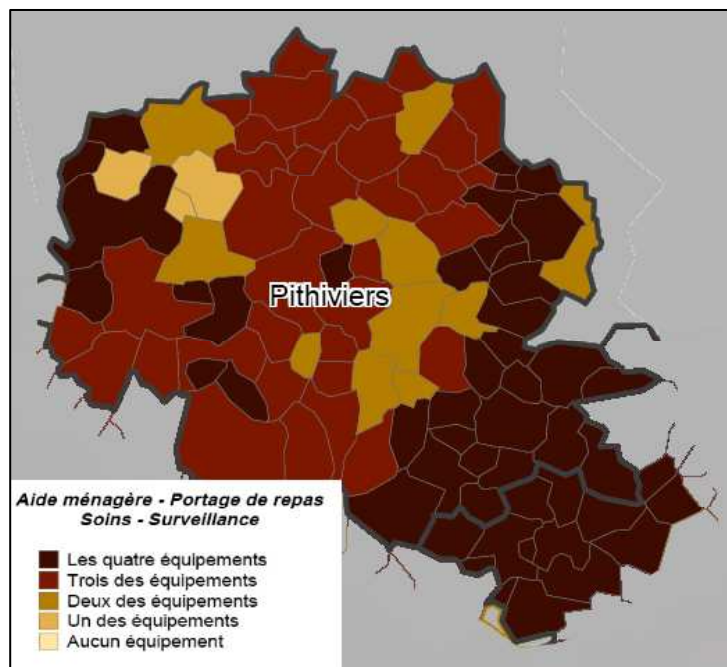 Pithiviers
Aide ménagère - Portage de repas
Soins - Surveillance
Les quatre équipements
Trois des équipements
Deux des équipements
Un des équipements
Aucun équipement